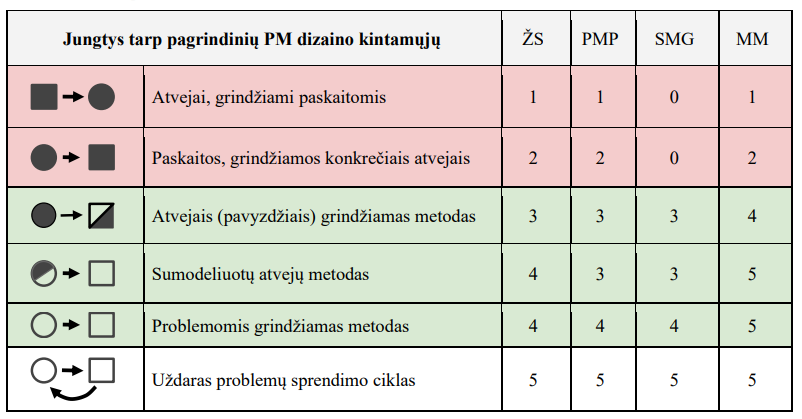 Jungtys tarp pagrindinių PM dizaino kintamųjų ŽS PMP SMG MM
Atvejai, grindžiami paskaitomis 1 1 0 1
Paskaitos, grindžiamos konkrečiais atvejais 2 2 0 2
Atvejais (pavyzdžiais) grindžiamas metodas 3 3 3 4
Sumodeliuotų atvejų metodas 4 3 3 5
Problemomis grindžiamas metodas 4 4 4 5
Uždaras problemų sprendimo ciklas 5 5 5 5